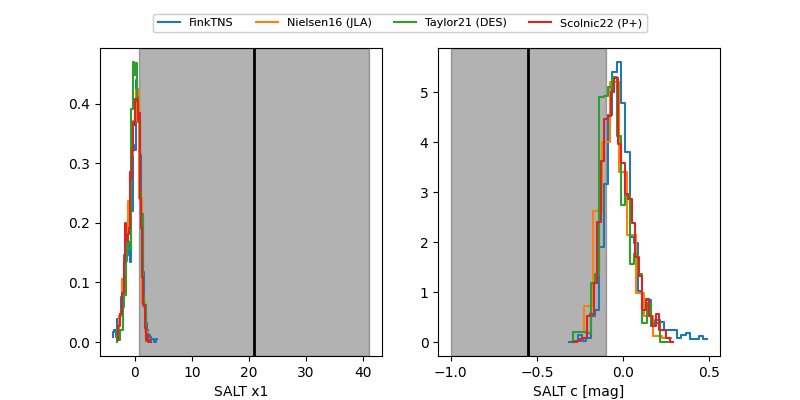 FinkTNS Nielsen16 (JLA) Taylor21 (DES) Scolnic22 (P+)
0.4
0.3
0.2
0.1
0.0
0 10 20 30 40
SALT x1
5
4
3
2
1
0
−1.0 −0.5 0.0 0.5
SALT c [mag]